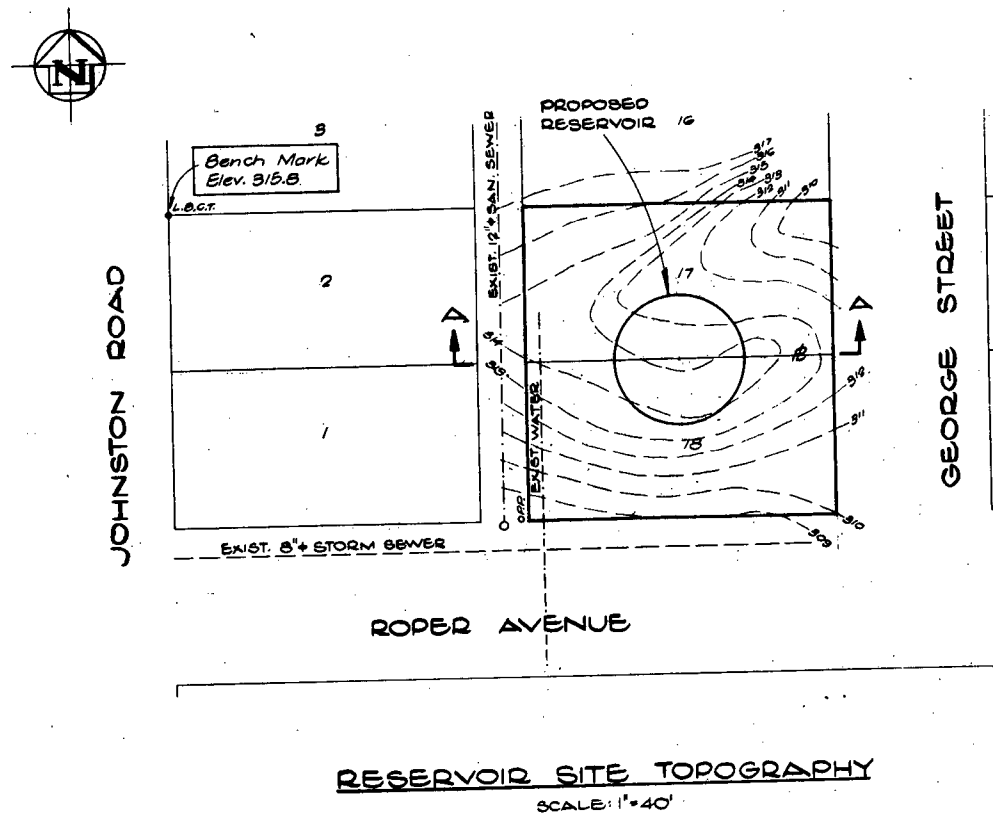 N
PROPOSED
RESERVOIR 16
3
Bench Mark
Elev. 315.8
L.B.C.T.
EXIST. 12"⌀ SAN. SEWER
317
316
315
314 313
312 311 310
2
17
JOHNSTON ROAD
GEORGE STREET
A
A
314
313
18
312
311
1
EXIST. WATER
18
310
309
EXIST. 8"⌀ STORM SEWER
ROPER AVENUE
RESERVOIR SITE TOPOGRAPHY
SCALE: 1"=40'